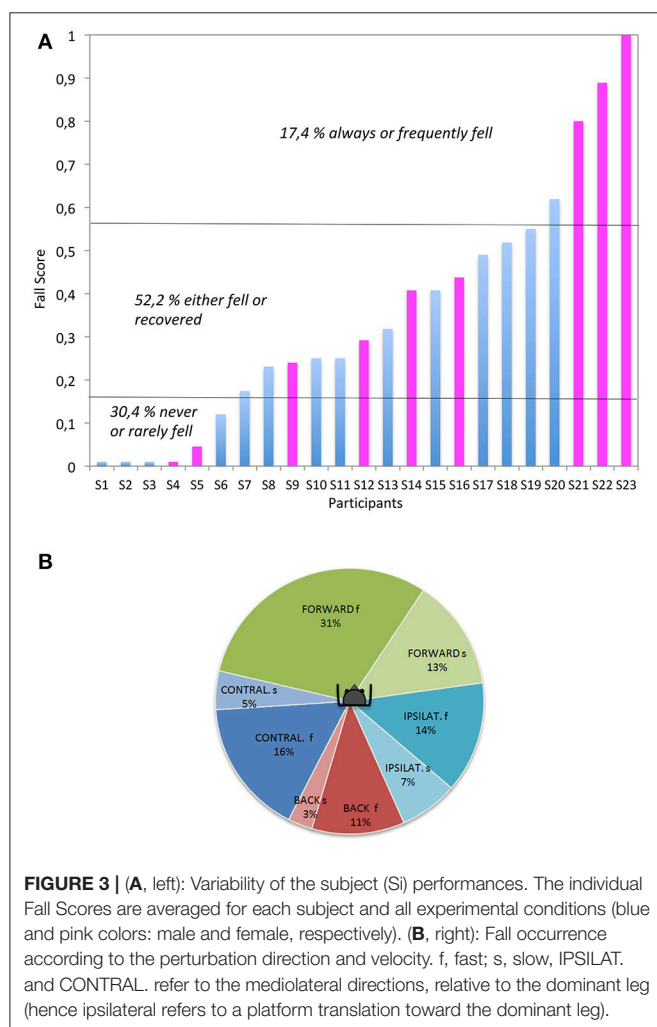 A
1
0,9
0,8
17,4 % always or frequently fell
0,7
0,6
0,5
Fall Score
0,4
52,2 % either fell or
recovered
0,3
0,2
30,4 % never
or rarely fell
0,1
0
S1 S2 S3 S4 S5 S6 S7 S8 S9 S10 S11 S12 S13 S14 S15 S16 S17 S18 S19 S20 S21 S22 S23
Participants
B
FORWARD f
31%
FORWARD s
13%
CONTRAL. s
5%
IPSILAT. f
14%
CONTRAL. f
16%
IPSILAT. s
7%
BACK s
3%
BACK f
11%
FIGURE 3 | (A, left): Variability of the subject (Si) performances. The individual
Fall Scores are averaged for each subject and all experimental conditions (blue
and pink colors: male and female, respectively). (B, right): Fall occurrence
according to the perturbation direction and velocity. f, fast; s, slow, IPSILAT.
and CONTRAL. refer to the mediolateral directions, relative to the dominant leg
(hence ipsilateral refers to a platform translation toward the dominant leg).